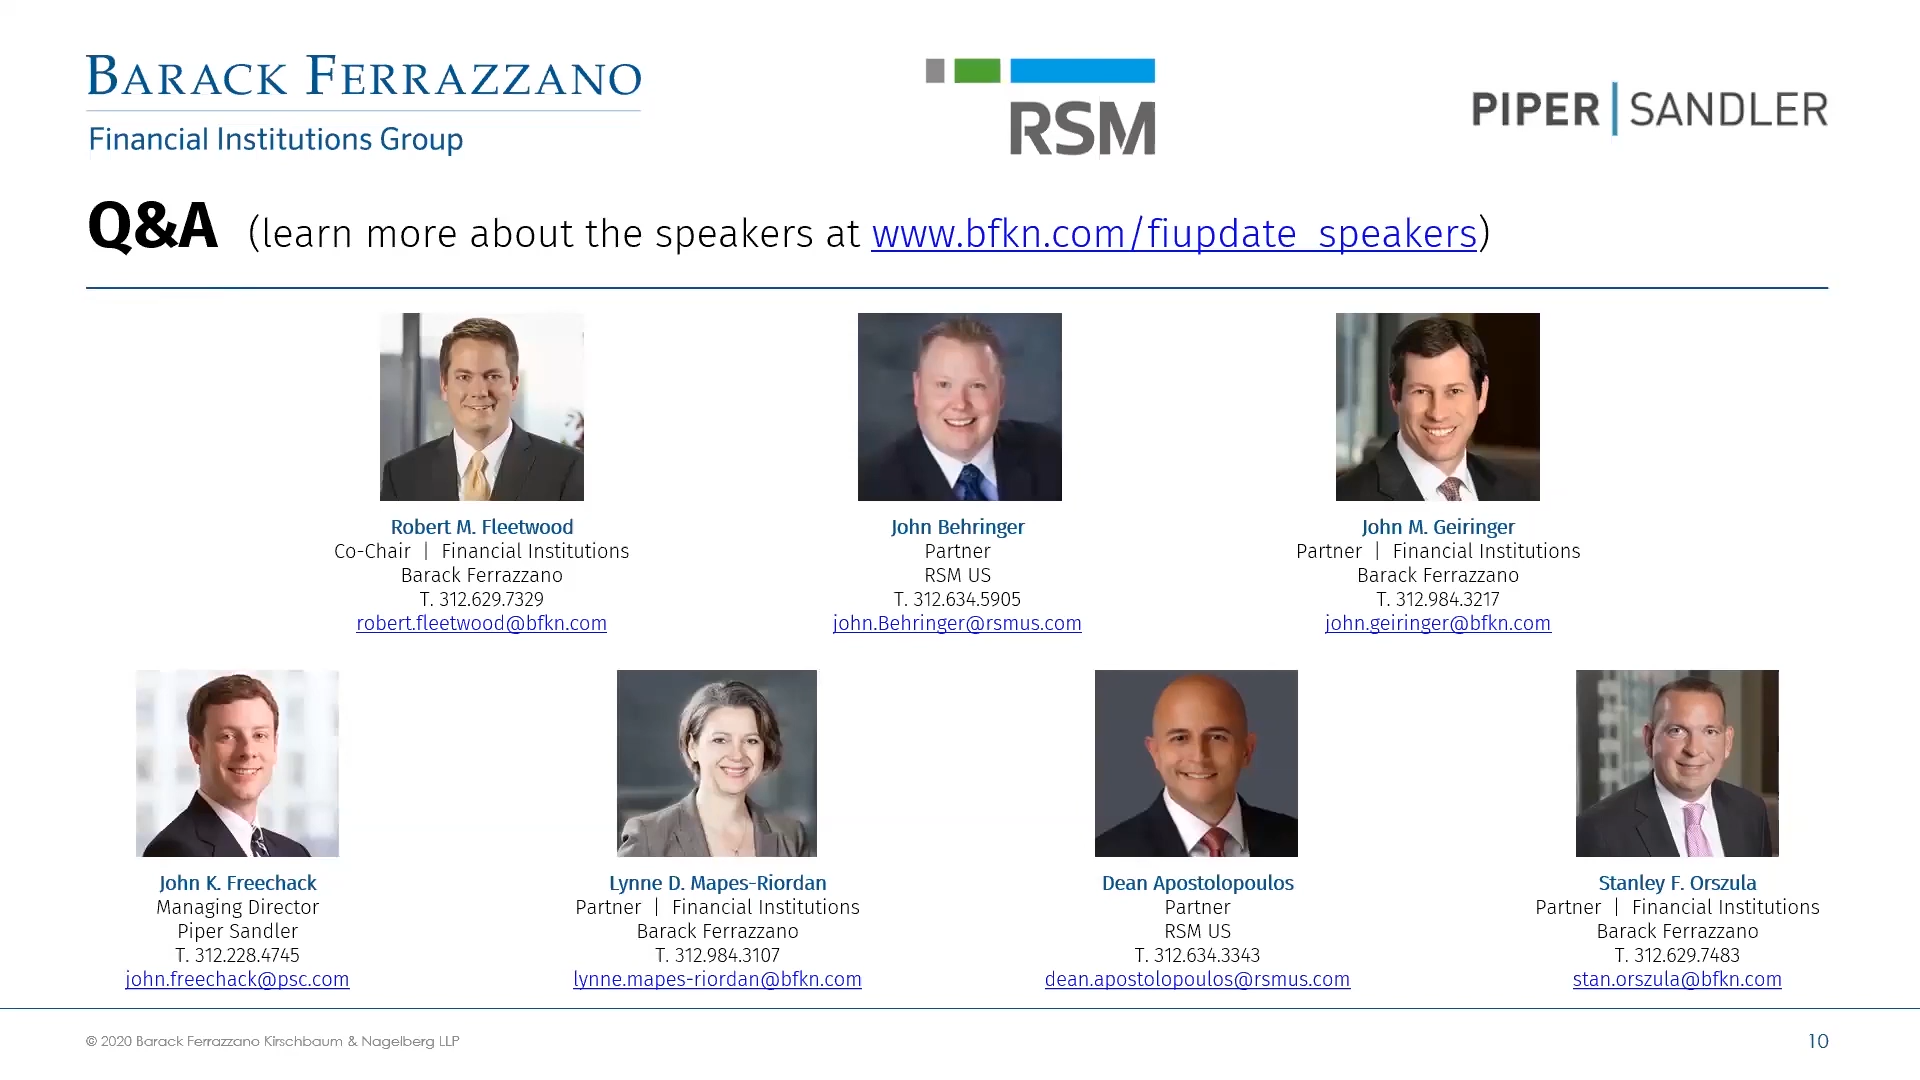 BARACK FERRAZZANO
Financial Institutions Group
RSM
PIPER | SANDLER
Q&A (learn more about the speakers at www.bfkn.com/fiupdate_speakers)
Robert M. Fleetwood
Co-Chair | Financial Institutions
Barack Ferrazzano
T. 312.629.7329
robert.fleetwood@bfkn.com
John Behringer
Partner
RSM US
T. 312.634.5905
john.Behringer@rsmus.com
John M. Geiringer
Partner | Financial Institutions
Barack Ferrazzano
T. 312.984.3217
john.geiringer@bfkn.com
John K. Freechack
Managing Director
Piper Sandler
T. 312.228.4745
john.freechack@psc.com
Lynne D. Mapes-Riordan
Partner | Financial Institutions
Barack Ferrazzano
T. 312.984.3107
lynne.mapes-riordan@bfkn.com
Dean Apostolopoulos
Partner
RSM US
T. 312.634.3343
dean.apostolopoulos@rsmus.com
Stanley F. Orszula
Partner | Financial Institutions
Barack Ferrazzano
T. 312.629.7483
stan.orszula@bfkn.com
© 2020 Barack Ferrazzano Kirschbaum & Nagelberg LLP
10